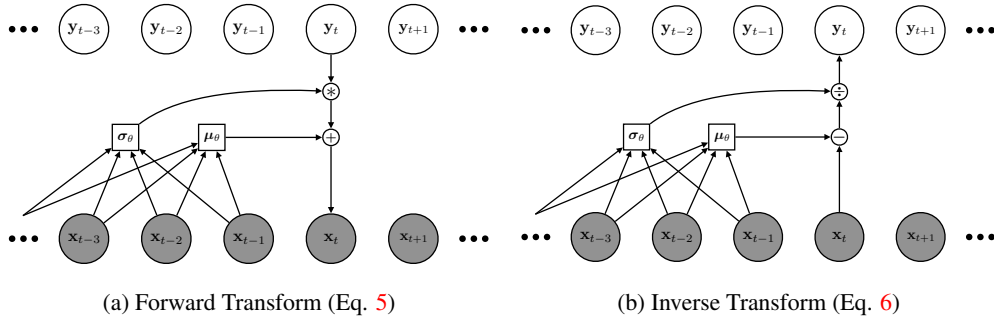 ••• y_{t−3} y_{t−2} y_{t−1} y_t y_{t+1} ••• y_{t−3} y_{t−2} y_{t−1} y_t y_{t+1} •••
* ÷
σ_θ μ_θ + σ_θ μ_θ −
••• x_{t−3} x_{t−2} x_{t−1} x_t x_{t+1} ••• x_{t−3} x_{t−2} x_{t−1} x_t x_{t+1} •••
(a) Forward Transform (Eq. 5) (b) Inverse Transform (Eq. 6)